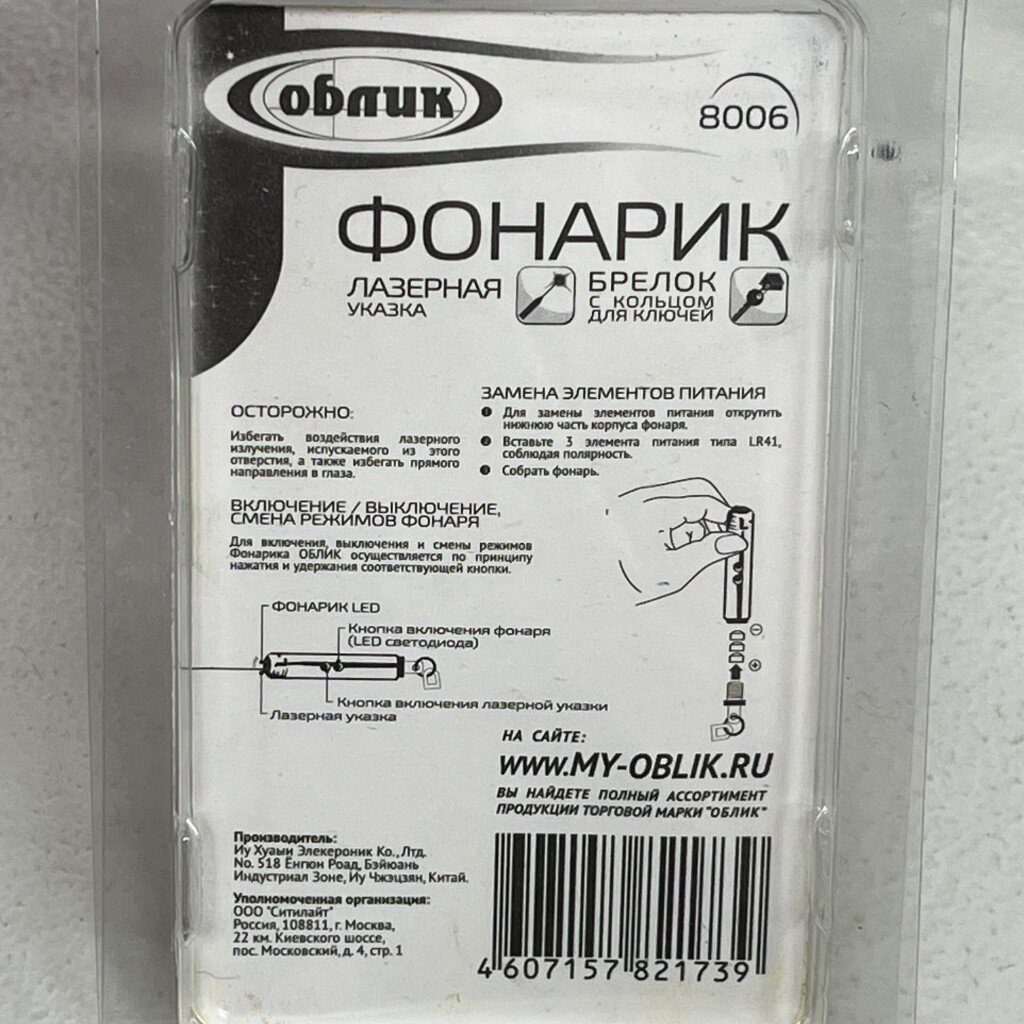 облик
8006
ФОНАРИК
ЛАЗЕРНАЯ
УКАЗКА
БРЕЛОК
С КОЛЬЦОМ
ДЛЯ КЛЮЧЕЙ
ОСТОРОЖНО:
Избегать воздействия лазерного
излучения, испускаемого из этого
отверстия, а также избегать прямого
направления в глаза.
ВКЛЮЧЕНИЕ / ВЫКЛЮЧЕНИЕ,
СМЕНА РЕЖИМОВ ФОНАРЯ
Для включения, выключения и смены режимов
Фонарика ОБЛИК осуществляется по принципу
нажатия и удержания соответствующей кнопки.
ЗАМЕНА ЭЛЕМЕНТОВ ПИТАНИЯ
1 Для замены элементов питания открутить
нижнюю часть корпуса фонаря.
2 Вставьте 3 элемента питания типа LR41,
соблюдая полярность.
3 Собрать фонарь.
ФОНАРИК LED
Кнопка включения фонаря
(LED светодиода)
Кнопка включения лазерной указки
Лазерная указка
НА САЙТЕ:
WWW.MY-OBLIK.RU
ВЫ НАЙДЕТЕ ПОЛНЫЙ АССОРТИМЕНТ
ПРОДУКЦИИ ТОРГОВОЙ МАРКИ "ОБЛИК"
Производитель:
Иу Хуаыи Элекероник Ко., Лтд.
No. 518 Ёнгюн Роад, Бэйюань
Индустриал Зоне, Иу Чжэцзян, Китай.
Уполномоченная организация:
ООО "Ситилайт"
Россия, 108811, г. Москва,
22 км. Киевского шоссе,
пос. Московский, д. 4, стр. 1
4 607157 821739